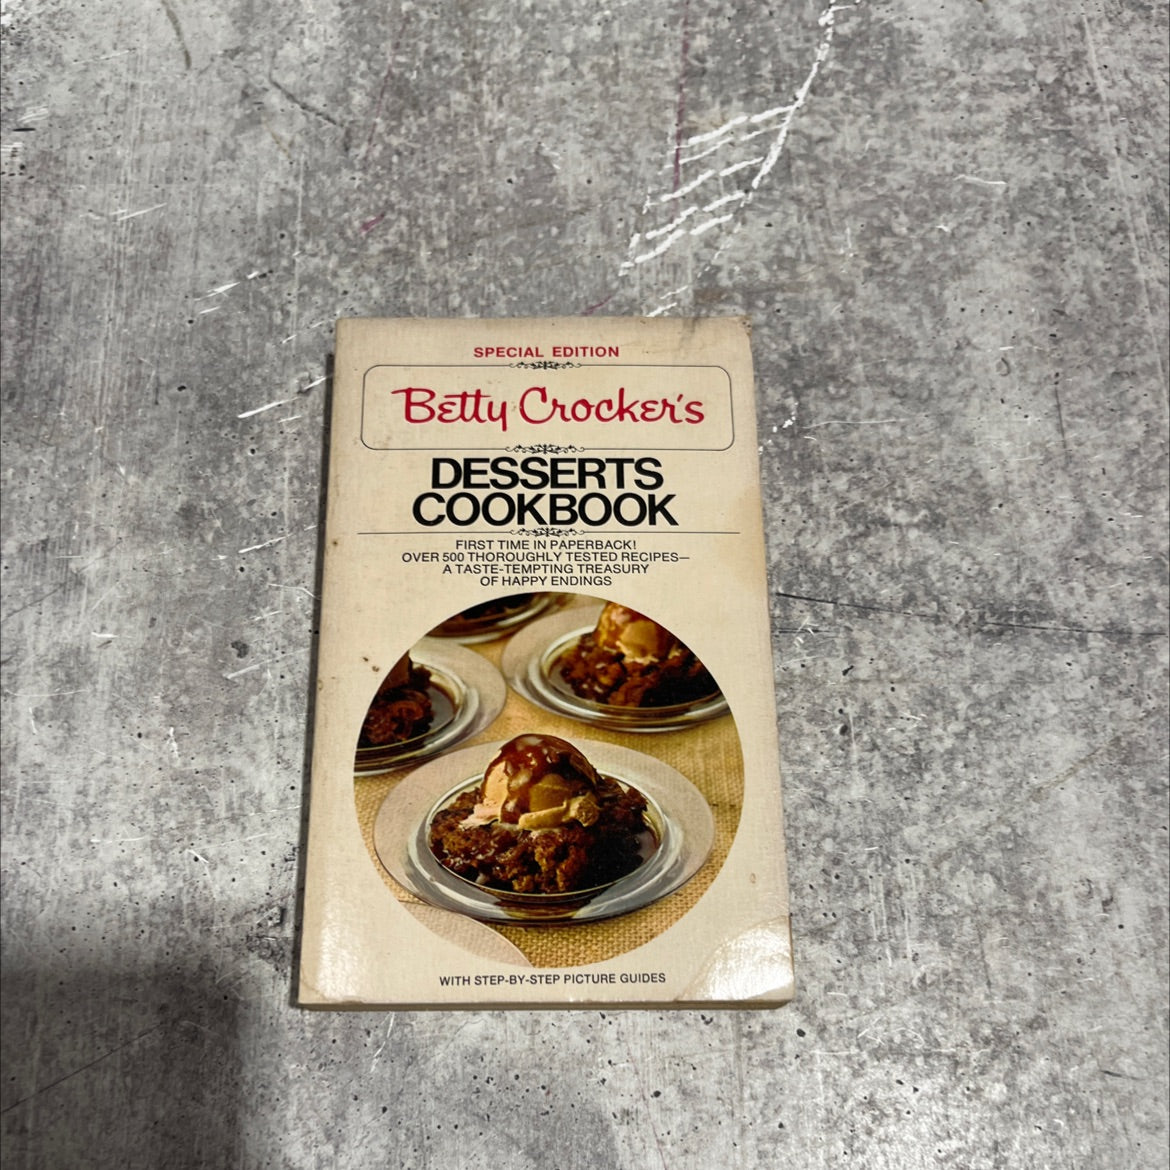 SPECIAL EDITION
Betty Crocker's
DESSERTS
COOKBOOK
FIRST TIME IN PAPERBACK!
OVER 500 THOROUGHLY TESTED RECIPES—
A TASTE-TEMPTING TREASURY
OF HAPPY ENDINGS
WITH STEP-BY-STEP PICTURE GUIDES